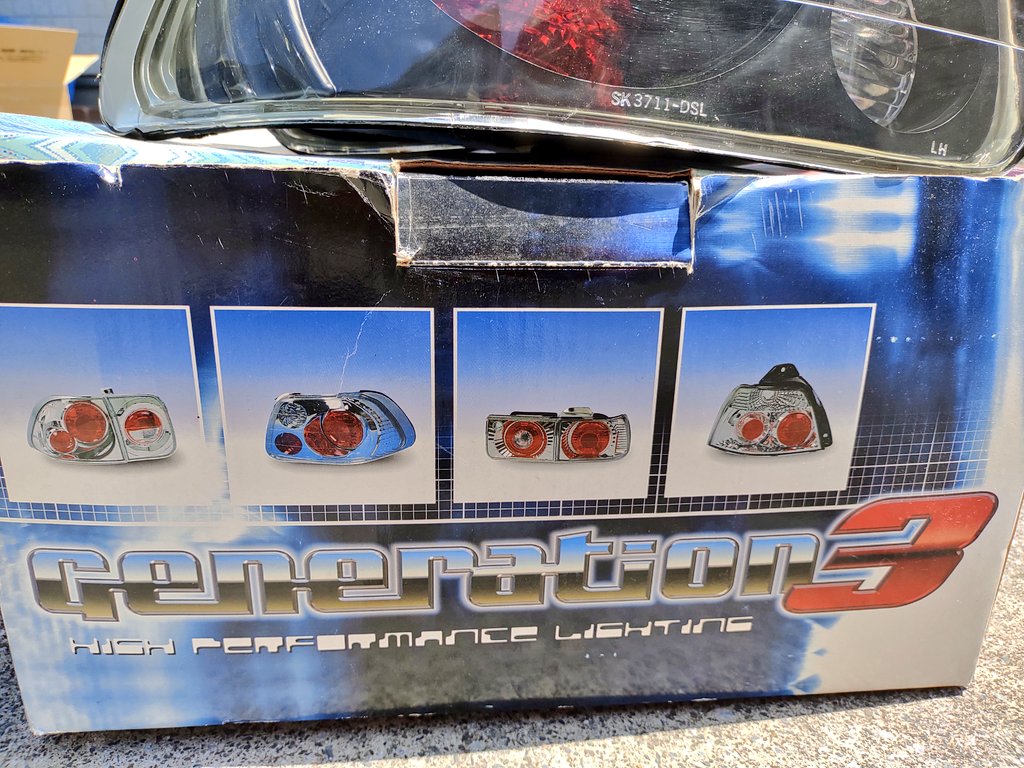 SK3711-DSL
LH
generation3
HIGH PERFORMANCE LIGHTING